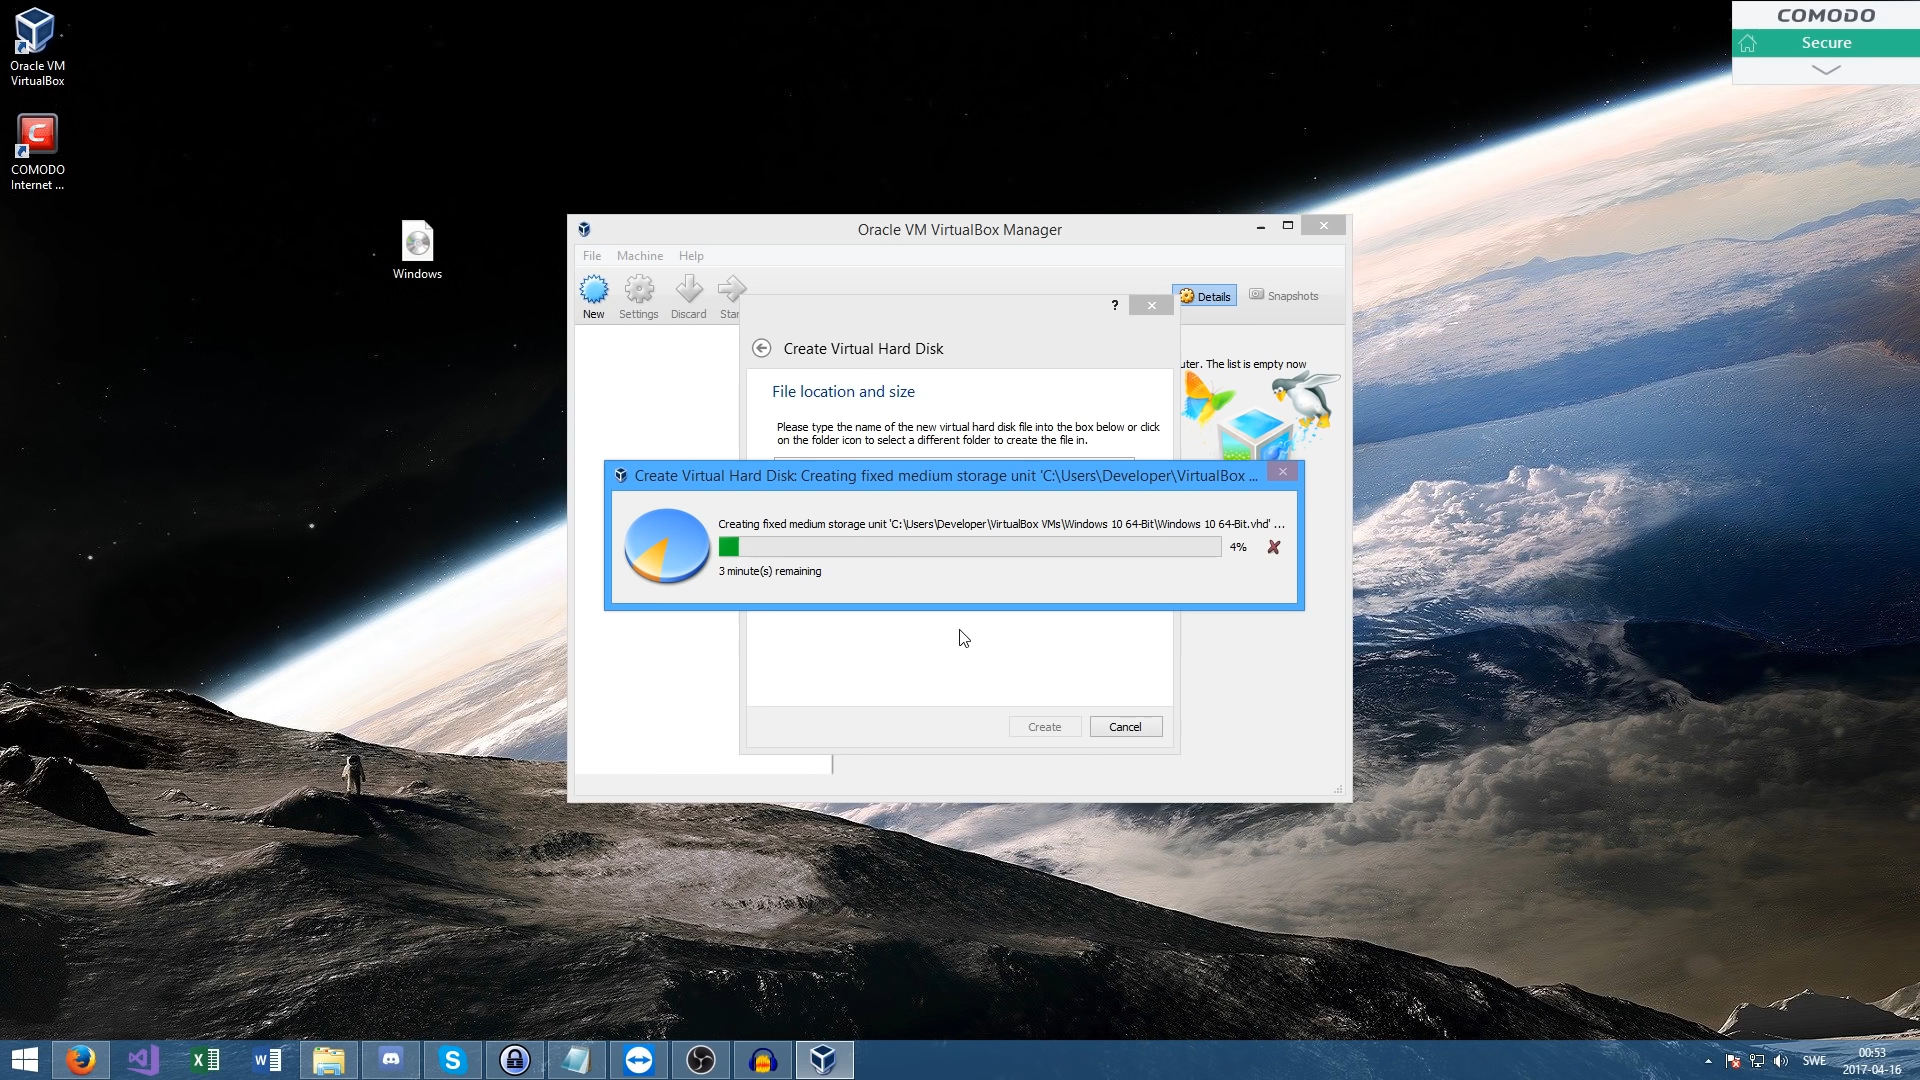 Oracle VM
VirtualBox
COMODO
Internet ...
Windows
COMODO
Secure
Oracle VM VirtualBox Manager
File Machine Help
New Settings Discard Star
Details Snapshots
?
Create Virtual Hard Disk
uter. The list is empty now
File location and size
Please type the name of the new virtual hard disk file into the box below or click
on the folder icon to select a different folder to create the file in.
Create Virtual Hard Disk: Creating fixed medium storage unit 'C:\Users\Developer\VirtualBox ...
Creating fixed medium storage unit 'C:\Users\Developer\VirtualBox VMs\Windows 10 64-Bit\Windows 10 64-Bit.vhd' ...
4%
3 minute(s) remaining
Create Cancel
SWE
00:53
2017-04-16